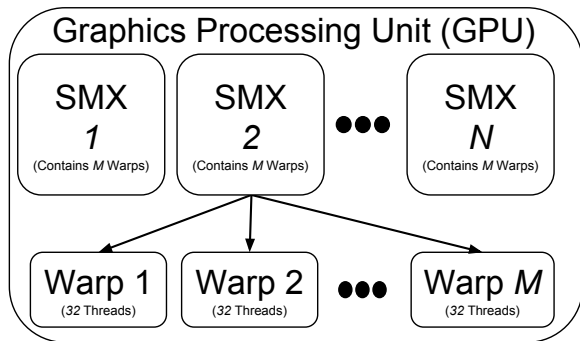 Graphics Processing Unit (GPU)
SMX
1
(Contains M Warps)
SMX
2
(Contains M Warps)
SMX
N
(Contains M Warps)
Warp 1
(32 Threads)
Warp 2
(32 Threads)
Warp M
(32 Threads)